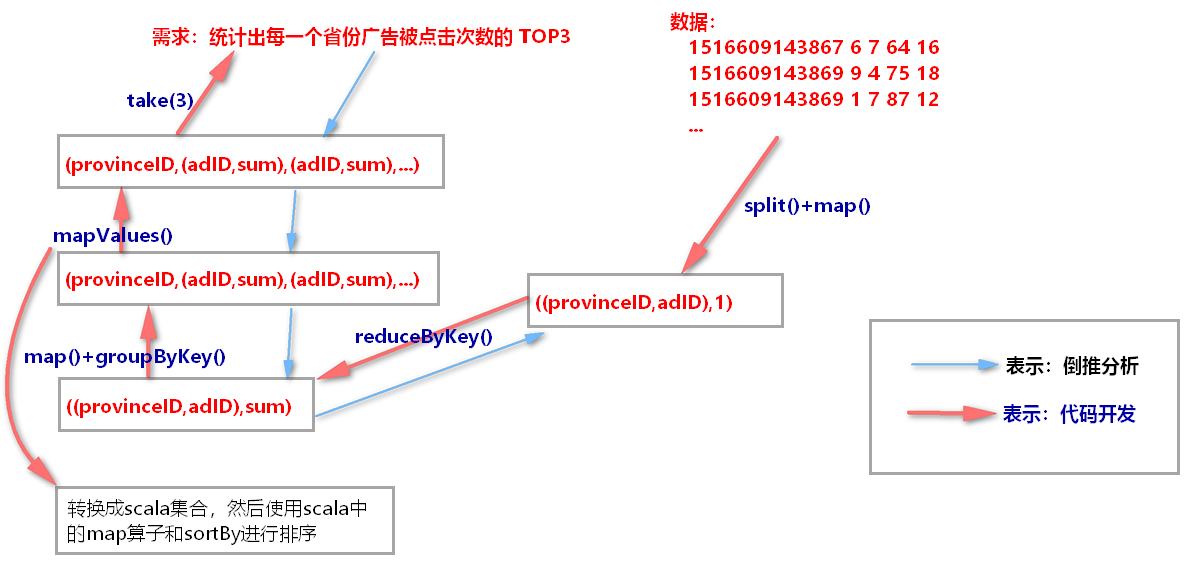 需求：统计出每一个省份广告被点击次数的 TOP3
数据：
1516609143867 6 7 64 16
1516609143869 9 4 75 18
1516609143869 1 7 87 12
...
take(3)
(provinceID,(adID,sum),(adID,sum),...)
split()+map()
mapValues()
(provinceID,(adID,sum),(adID,sum),...)
((provinceID,adID),1)
reduceByKey()
map()+groupByKey()
((provinceID,adID),sum)
表示：倒推分析
表示：代码开发
转换成scala集合，然后使用scala中
的map算子和sortBy进行排序